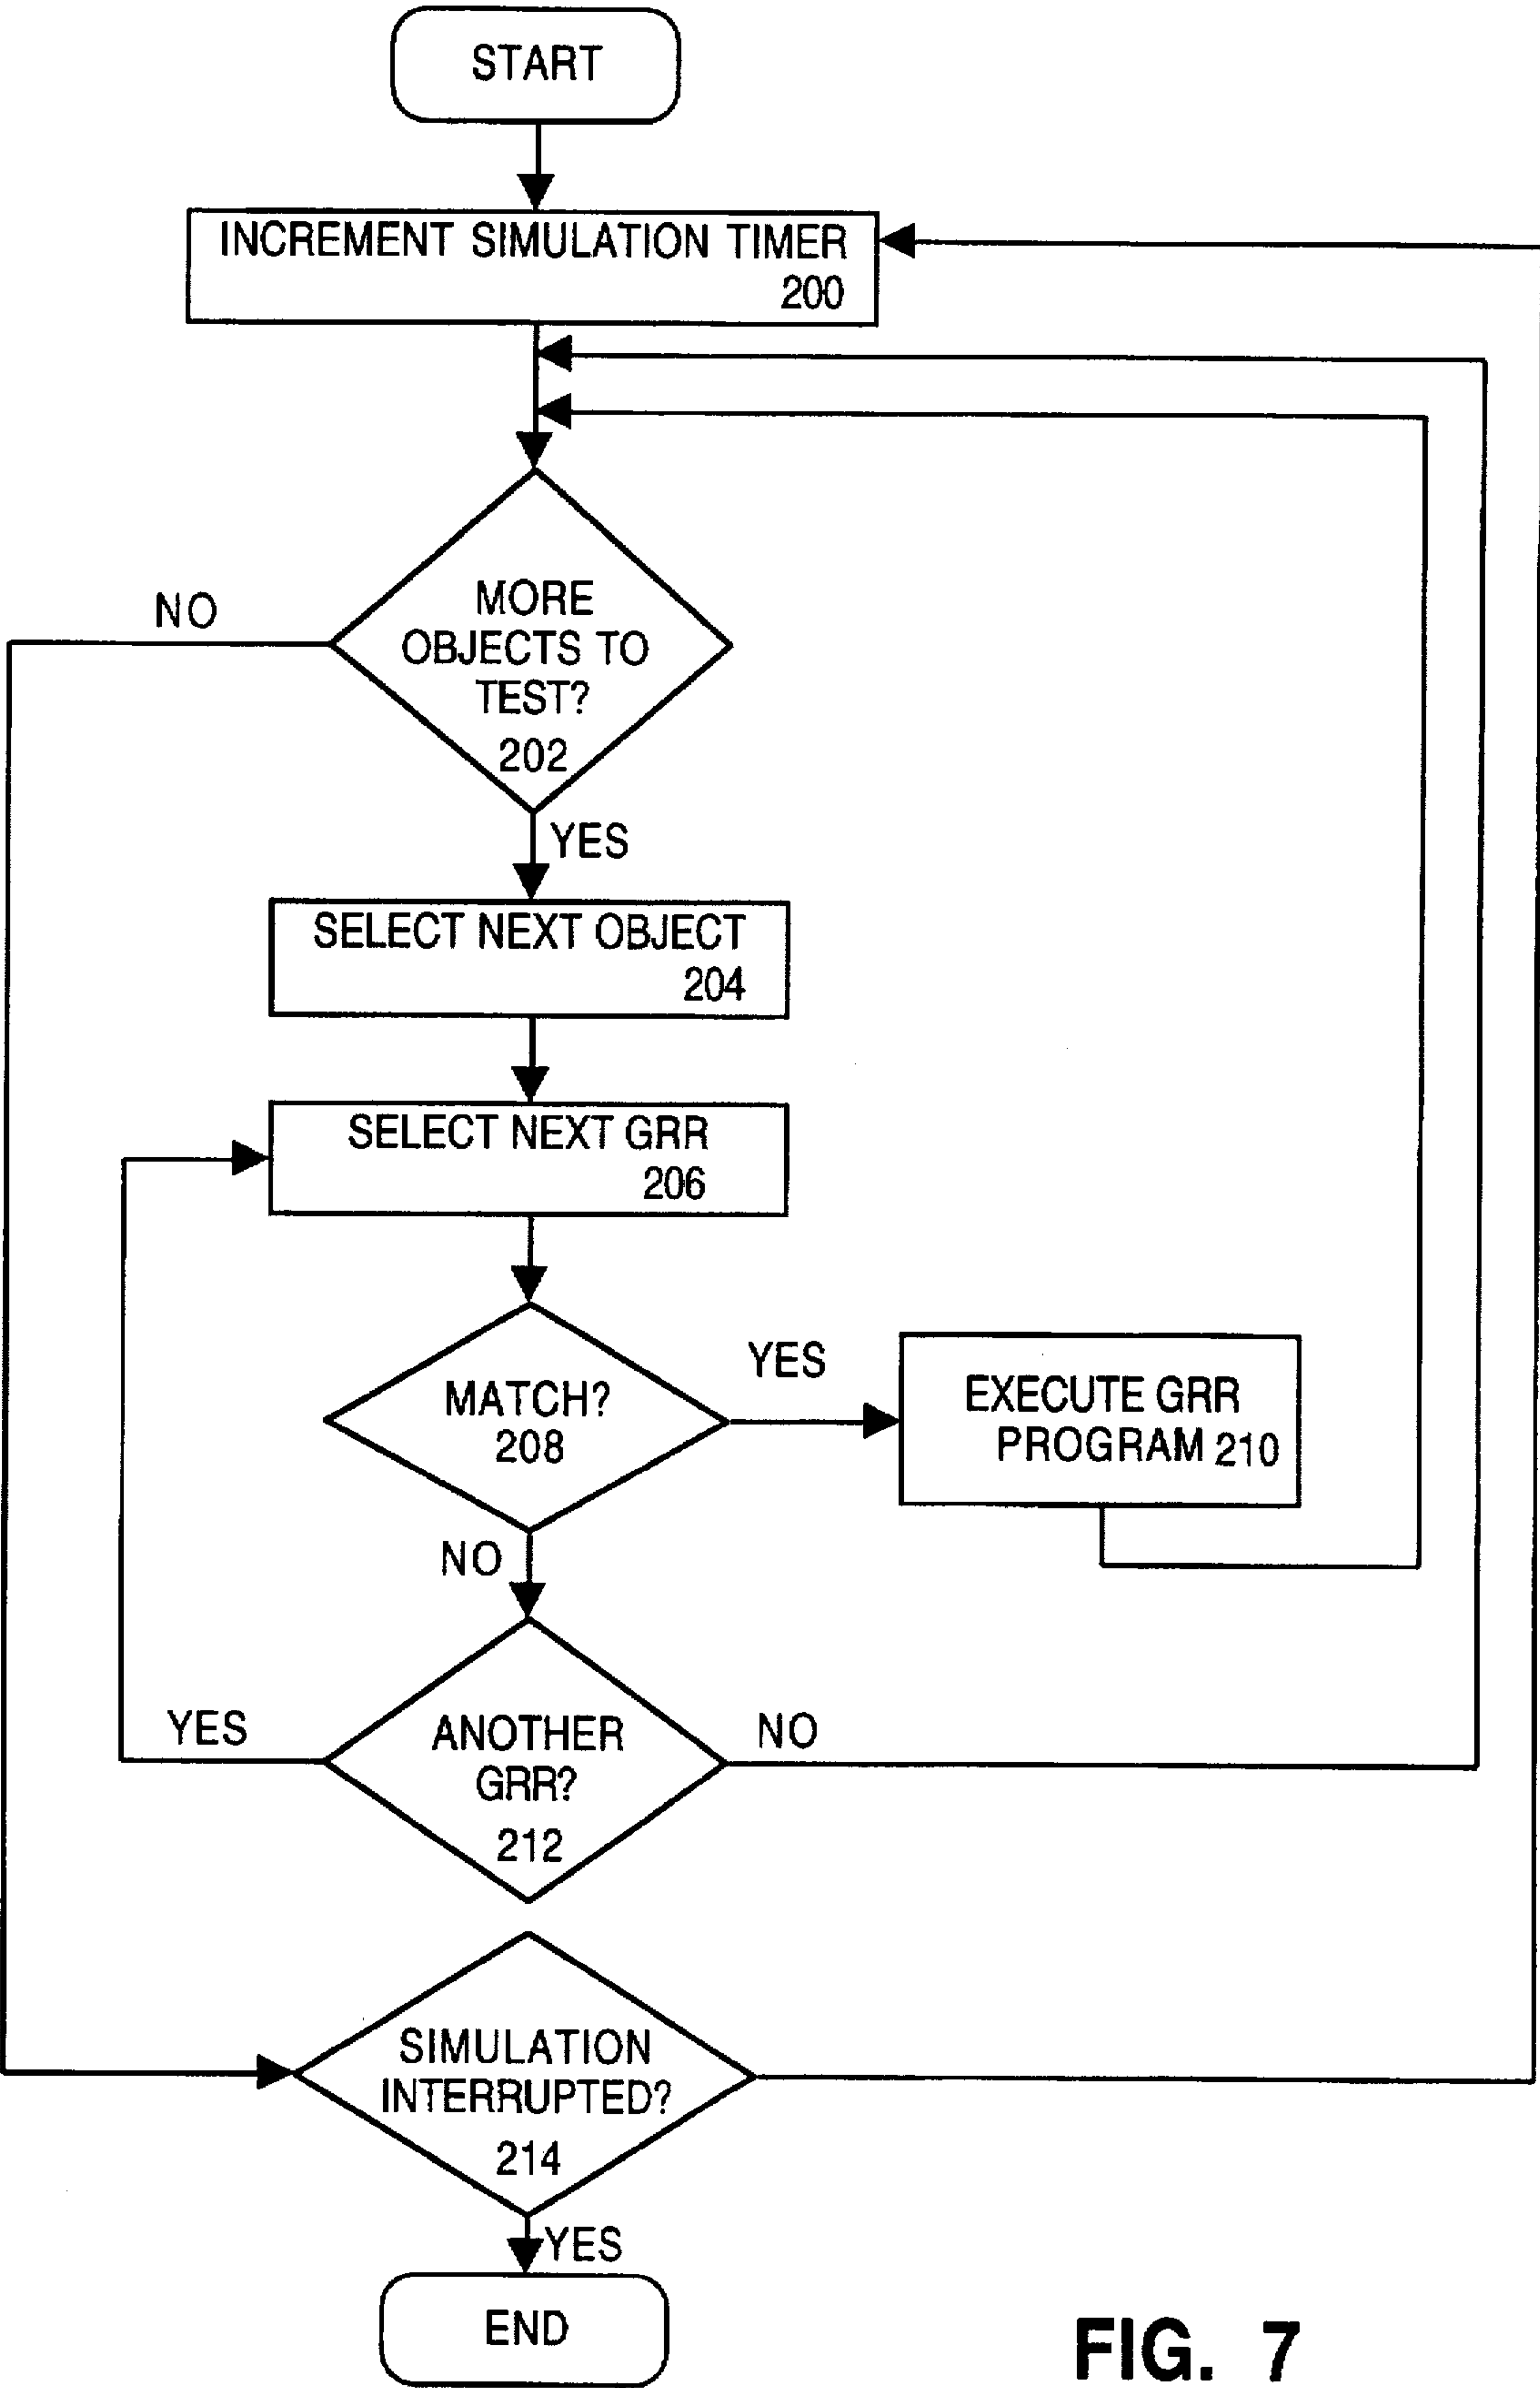 START
INCREMENT SIMULATION TIMER
200
NO
MORE
OBJECTS TO
TEST?
202
YES
SELECT NEXT OBJECT
204
SELECT NEXT GRR
206
MATCH?
208
YES
EXECUTE GRR
PROGRAM 210
NO
YES
ANOTHER
GRR?
212
NO
SIMULATION
INTERRUPTED?
214
YES
END
FIG. 7